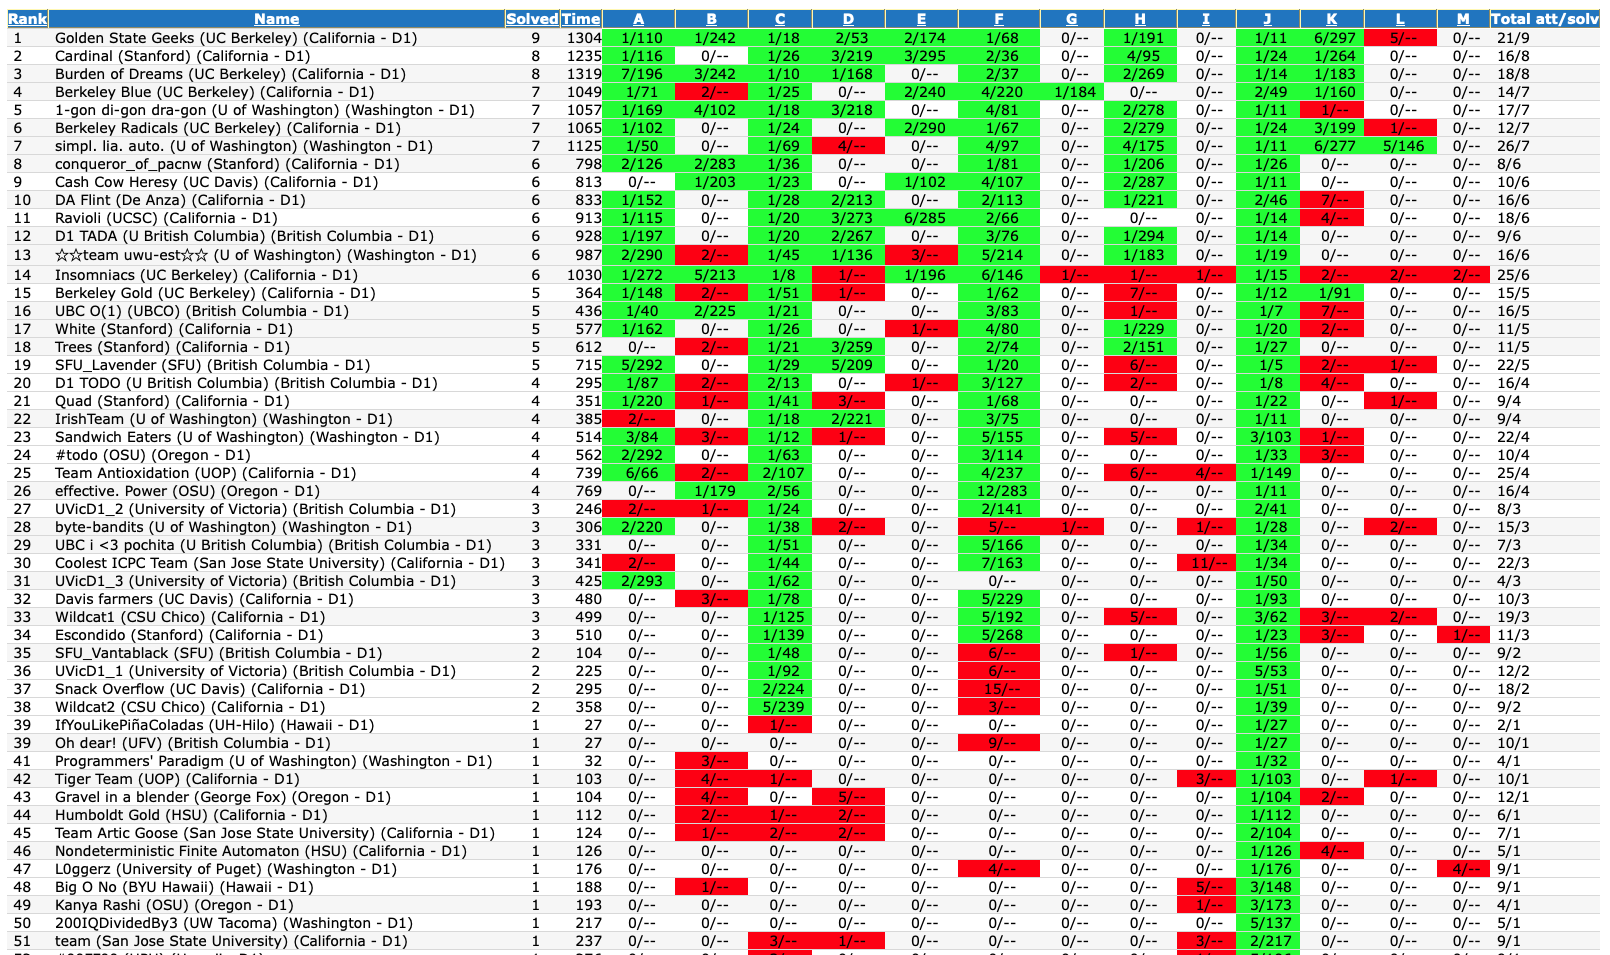 Rank Name Solved Time A B C D E F G H I J K L M Total att/solv
1 Golden State Geeks (UC Berkeley) (California - D1) 9 1304 1/110 1/242 1/18 2/53 2/174 1/68 0/-- 1/191 0/-- 1/11 6/297 5/-- 0/-- 21/9
2 Cardinal (Stanford) (California - D1) 8 1235 1/116 0/-- 1/26 3/219 3/295 2/36 0/-- 4/95 0/-- 1/24 1/264 0/-- 0/-- 16/8
3 Burden of Dreams (UC Berkeley) (California - D1) 8 1319 7/196 3/242 1/10 1/168 0/-- 2/37 0/-- 2/269 0/-- 1/14 1/183 0/-- 0/-- 18/8
4 Berkeley Blue (UC Berkeley) (California - D1) 7 1049 1/71 2/-- 1/25 0/-- 2/240 4/220 1/184 0/-- 0/-- 2/49 1/160 0/-- 0/-- 14/7
5 1-gon di-gon dra-gon (U of Washington) (Washington - D1) 7 1057 1/169 4/102 1/18 3/218 0/-- 4/81 0/-- 2/278 0/-- 1/11 1/-- 0/-- 0/-- 17/7
6 Berkeley Radicals (UC Berkeley) (California - D1) 7 1065 1/102 0/-- 1/24 0/-- 2/290 1/67 0/-- 2/279 0/-- 1/24 3/199 1/-- 0/-- 12/7
7 simpl. lia. auto. (U of Washington) (Washington - D1) 7 1125 1/50 0/-- 1/69 4/-- 0/-- 4/97 0/-- 4/175 0/-- 1/11 6/277 5/146 0/-- 26/7
8 conqueror_of_pacnw (Stanford) (California - D1) 6 798 2/126 2/283 1/36 0/-- 0/-- 1/81 0/-- 1/206 0/-- 1/26 0/-- 0/-- 0/-- 8/6
9 Cash Cow Heresy (UC Davis) (California - D1) 6 813 0/-- 1/203 1/23 0/-- 1/102 4/107 0/-- 2/287 0/-- 1/11 0/-- 0/-- 0/-- 10/6
10 DA Flint (De Anza) (California - D1) 6 833 1/152 0/-- 1/28 2/213 0/-- 2/113 0/-- 1/221 0/-- 2/46 7/-- 0/-- 0/-- 16/6
11 Ravioli (UCSC) (California - D1) 6 913 1/115 0/-- 1/20 3/273 6/285 2/66 0/-- 0/-- 0/-- 1/14 4/-- 0/-- 0/-- 18/6
12 D1 TADA (U British Columbia) (British Columbia - D1) 6 928 1/197 0/-- 1/20 2/267 0/-- 3/76 0/-- 1/294 0/-- 1/14 0/-- 0/-- 0/-- 9/6
13 ☆☆team uwu-est☆☆ (U of Washington) (Washington - D1) 6 987 2/290 2/-- 1/45 1/136 3/-- 5/214 0/-- 1/183 0/-- 1/19 0/-- 0/-- 0/-- 16/6
14 Insomniacs (UC Berkeley) (California - D1) 6 1030 1/272 5/213 1/8 1/-- 1/196 6/146 1/-- 1/-- 1/-- 1/15 2/-- 2/-- 2/-- 25/6
15 Berkeley Gold (UC Berkeley) (California - D1) 5 364 1/148 2/-- 1/51 1/-- 0/-- 1/62 0/-- 7/-- 0/-- 1/12 1/91 0/-- 0/-- 15/5
16 UBC O(1) (UBCO) (British Columbia - D1) 5 436 1/40 2/225 1/21 0/-- 0/-- 3/83 0/-- 1/-- 0/-- 1/7 7/-- 0/-- 0/-- 16/5
17 White (Stanford) (California - D1) 5 577 1/162 0/-- 1/26 0/-- 1/-- 4/80 0/-- 1/229 0/-- 1/20 2/-- 0/-- 0/-- 11/5
18 Trees (Stanford) (California - D1) 5 612 0/-- 2/-- 1/21 3/259 0/-- 2/74 0/-- 2/151 0/-- 1/27 0/-- 0/-- 0/-- 11/5
19 SFU_Lavender (SFU) (British Columbia - D1) 5 715 5/292 0/-- 1/29 5/209 0/-- 1/20 0/-- 6/-- 0/-- 1/5 2/-- 1/-- 0/-- 22/5
20 D1 TODO (U British Columbia) (British Columbia - D1) 4 295 1/87 2/-- 2/13 0/-- 1/-- 3/127 0/-- 2/-- 0/-- 1/8 4/-- 0/-- 0/-- 16/4
21 Quad (Stanford) (California - D1) 4 351 1/220 1/-- 1/41 3/-- 0/-- 1/68 0/-- 0/-- 0/-- 1/22 0/-- 1/-- 0/-- 9/4
22 IrishTeam (U of Washington) (Washington - D1) 4 385 2/-- 0/-- 1/18 2/221 0/-- 3/75 0/-- 0/-- 0/-- 1/11 0/-- 0/-- 0/-- 9/4
23 Sandwich Eaters (U of Washington) (Washington - D1) 4 514 3/84 3/-- 1/12 1/-- 0/-- 5/155 0/-- 5/-- 0/-- 3/103 1/-- 0/-- 0/-- 22/4
24 #todo (OSU) (Oregon - D1) 4 562 2/292 0/-- 1/63 0/-- 0/-- 3/114 0/-- 0/-- 0/-- 1/33 3/-- 0/-- 0/-- 10/4
25 Team Antioxidation (UOP) (California - D1) 4 739 6/66 2/-- 2/107 0/-- 0/-- 4/237 0/-- 6/-- 4/-- 1/149 0/-- 0/-- 0/-- 25/4
26 effective. Power (OSU) (Oregon - D1) 4 769 0/-- 1/179 2/56 0/-- 0/-- 12/283 0/-- 0/-- 0/-- 1/11 0/-- 0/-- 0/-- 16/4
27 UVicD1_2 (University of Victoria) (British Columbia - D1) 3 246 2/-- 1/-- 1/24 0/-- 0/-- 2/141 0/-- 0/-- 0/-- 2/41 0/-- 0/-- 0/-- 8/3
28 byte-bandits (U of Washington) (Washington - D1) 3 306 2/220 0/-- 1/38 2/-- 0/-- 5/-- 1/-- 0/-- 1/-- 1/28 0/-- 2/-- 0/-- 15/3
29 UBC i <3 pochita (U British Columbia) (British Columbia - D1) 3 331 0/-- 0/-- 1/51 0/-- 0/-- 5/166 0/-- 0/-- 0/-- 1/34 0/-- 0/-- 0/-- 7/3
30 Coolest ICPC Team (San Jose State University) (California - D1) 3 341 2/-- 0/-- 1/44 0/-- 0/-- 7/163 0/-- 0/-- 11/-- 1/34 0/-- 0/-- 0/-- 22/3
31 UVicD1_3 (University of Victoria) (British Columbia - D1) 3 425 2/293 0/-- 1/62 0/-- 0/-- 0/-- 0/-- 0/-- 0/-- 1/50 0/-- 0/-- 0/-- 4/3
32 Davis farmers (UC Davis) (California - D1) 3 480 0/-- 3/-- 1/78 0/-- 0/-- 5/229 0/-- 0/-- 0/-- 1/93 0/-- 0/-- 0/-- 10/3
33 Wildcat1 (CSU Chico) (California - D1) 3 499 0/-- 0/-- 1/125 0/-- 0/-- 5/192 0/-- 5/-- 0/-- 3/62 3/-- 2/-- 0/-- 19/3
34 Escondido (Stanford) (California - D1) 3 510 0/-- 0/-- 1/139 0/-- 0/-- 5/268 0/-- 0/-- 0/-- 1/23 3/-- 0/-- 1/-- 11/3
35 SFU_Vantablack (SFU) (British Columbia - D1) 2 104 0/-- 0/-- 1/48 0/-- 0/-- 6/-- 0/-- 1/-- 0/-- 1/56 0/-- 0/-- 0/-- 9/2
36 UVicD1_1 (University of Victoria) (British Columbia - D1) 2 225 0/-- 0/-- 1/92 0/-- 0/-- 6/-- 0/-- 0/-- 0/-- 5/53 0/-- 0/-- 0/-- 12/2
37 Snack Overflow (UC Davis) (California - D1) 2 295 0/-- 0/-- 2/224 0/-- 0/-- 15/-- 0/-- 0/-- 0/-- 1/51 0/-- 0/-- 0/-- 18/2
38 Wildcat2 (CSU Chico) (California - D1) 2 358 0/-- 0/-- 5/239 0/-- 0/-- 3/-- 0/-- 0/-- 0/-- 1/39 0/-- 0/-- 0/-- 9/2
39 IfYouLikePiñaColadas (UH-Hilo) (Hawaii - D1) 1 27 0/-- 0/-- 1/-- 0/-- 0/-- 0/-- 0/-- 0/-- 0/-- 1/27 0/-- 0/-- 0/-- 2/1
39 Oh dear! (UFV) (British Columbia - D1) 1 27 0/-- 0/-- 0/-- 0/-- 0/-- 9/-- 0/-- 0/-- 0/-- 1/27 0/-- 0/-- 0/-- 10/1
41 Programmers' Paradigm (U of Washington) (Washington - D1) 1 32 0/-- 3/-- 0/-- 0/-- 0/-- 0/-- 0/-- 0/-- 0/-- 1/32 0/-- 0/-- 0/-- 4/1
42 Tiger Team (UOP) (California - D1) 1 103 0/-- 4/-- 1/-- 0/-- 0/-- 0/-- 0/-- 0/-- 3/-- 1/103 0/-- 1/-- 0/-- 10/1
43 Gravel in a blender (George Fox) (Oregon - D1) 1 104 0/-- 4/-- 0/-- 5/-- 0/-- 0/-- 0/-- 0/-- 0/-- 1/104 2/-- 0/-- 0/-- 12/1
44 Humboldt Gold (HSU) (California - D1) 1 112 0/-- 2/-- 1/-- 2/-- 0/-- 0/-- 0/-- 0/-- 0/-- 1/112 0/-- 0/-- 0/-- 6/1
45 Team Artic Goose (San Jose State University) (California - D1) 1 124 0/-- 1/-- 2/-- 2/-- 0/-- 0/-- 0/-- 0/-- 0/-- 2/104 0/-- 0/-- 0/-- 7/1
46 Nondeterministic Finite Automaton (HSU) (California - D1) 1 126 0/-- 0/-- 0/-- 0/-- 0/-- 0/-- 0/-- 0/-- 0/-- 1/126 4/-- 0/-- 0/-- 5/1
47 L0ggerz (University of Puget) (Washington - D1) 1 176 0/-- 0/-- 0/-- 0/-- 0/-- 4/-- 0/-- 0/-- 0/-- 1/176 0/-- 0/-- 4/-- 9/1
48 Big O No (BYU Hawaii) (Hawaii - D1) 1 188 0/-- 1/-- 0/-- 0/-- 0/-- 0/-- 0/-- 0/-- 5/-- 3/148 0/-- 0/-- 0/-- 9/1
49 Kanya Rashi (OSU) (Oregon - D1) 1 193 0/-- 0/-- 0/-- 0/-- 0/-- 0/-- 0/-- 0/-- 1/-- 3/173 0/-- 0/-- 0/-- 4/1
50 200IQDividedBy3 (UW Tacoma) (Washington - D1) 1 217 0/-- 0/-- 0/-- 0/-- 0/-- 0/-- 0/-- 0/-- 0/-- 5/137 0/-- 0/-- 0/-- 5/1
51 team (San Jose State University) (California - D1) 1 237 0/-- 0/-- 3/-- 1/-- 0/-- 0/-- 0/-- 0/-- 3/-- 2/217 0/-- 0/-- 0/-- 9/1